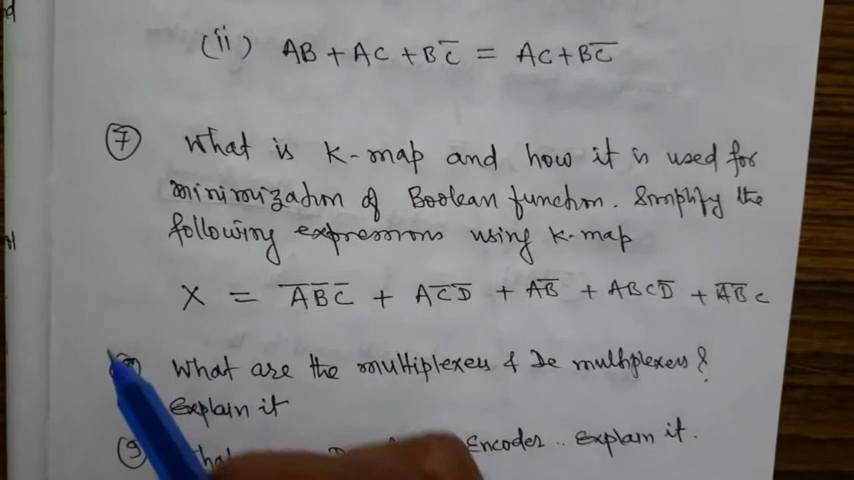 (ii) AB + AC + BC̅ = AC + BC̅
⑦ What is K-map and how it is used for
minimization of Boolean function. Simplify the
following expressions using K-map
X = A̅B̅C̅ + AC̅D̅ + AB̅ + ABCD̅ + A̅B̅C
What are the multiplexers & De multiplexers?
Explain it
⑨ Encoder.. Explain it.